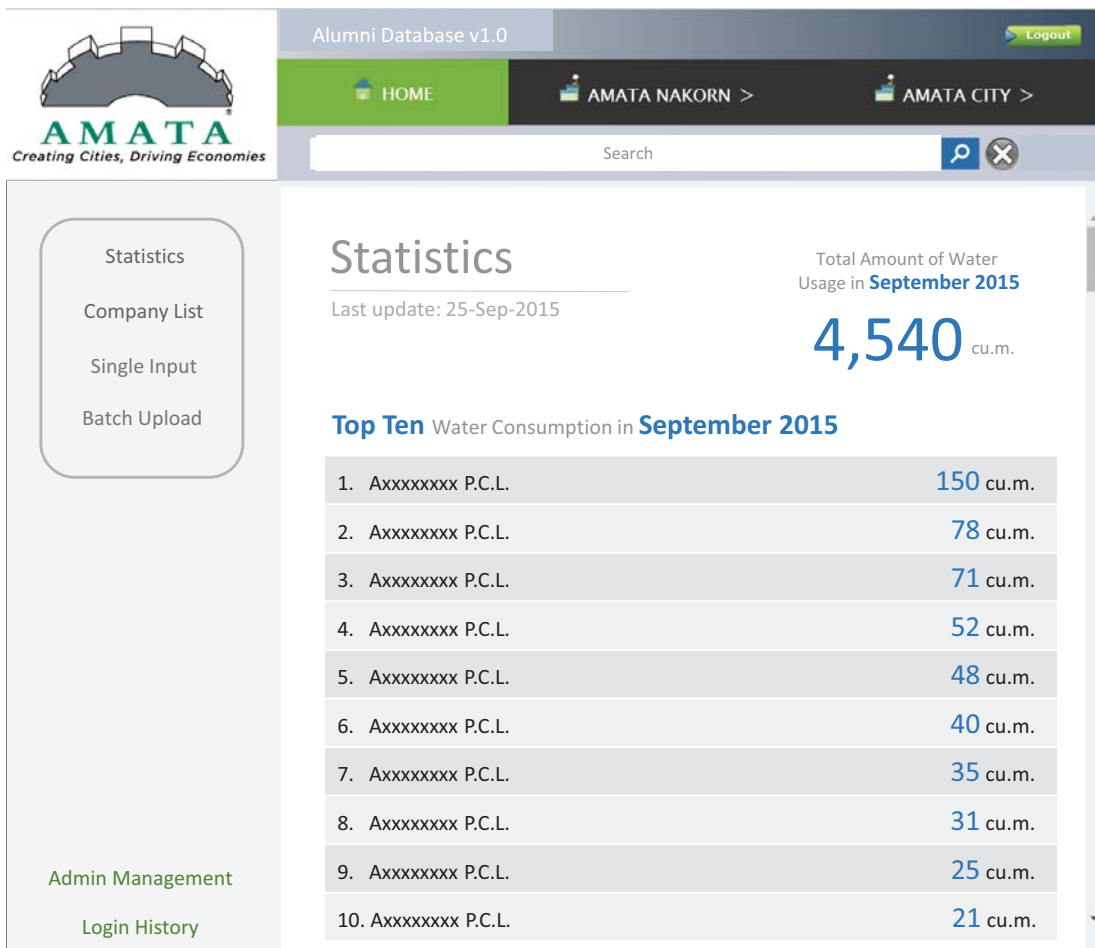 Alumni Database v1.0
Logout
HOME
AMATA NAKORN >
AMATA CITY >
®
AMATA
Creating Cities, Driving Economies
Search
Statistics
Company List
Single Input
Batch Upload
Admin Management
Login History
Statistics
Last update: 25-Sep-2015
Total Amount of Water
Usage in September 2015
4,540 cu.m.
Top Ten Water Consumption in September 2015
1. Axxxxxxxx P.C.L. 150 cu.m.
2. Axxxxxxxx P.C.L. 78 cu.m.
3. Axxxxxxxx P.C.L. 71 cu.m.
4. Axxxxxxxx P.C.L. 52 cu.m.
5. Axxxxxxxx P.C.L. 48 cu.m.
6. Axxxxxxxx P.C.L. 40 cu.m.
7. Axxxxxxxx P.C.L. 35 cu.m.
8. Axxxxxxxx P.C.L. 31 cu.m.
9. Axxxxxxxx P.C.L. 25 cu.m.
10. Axxxxxxxx P.C.L. 21 cu.m.